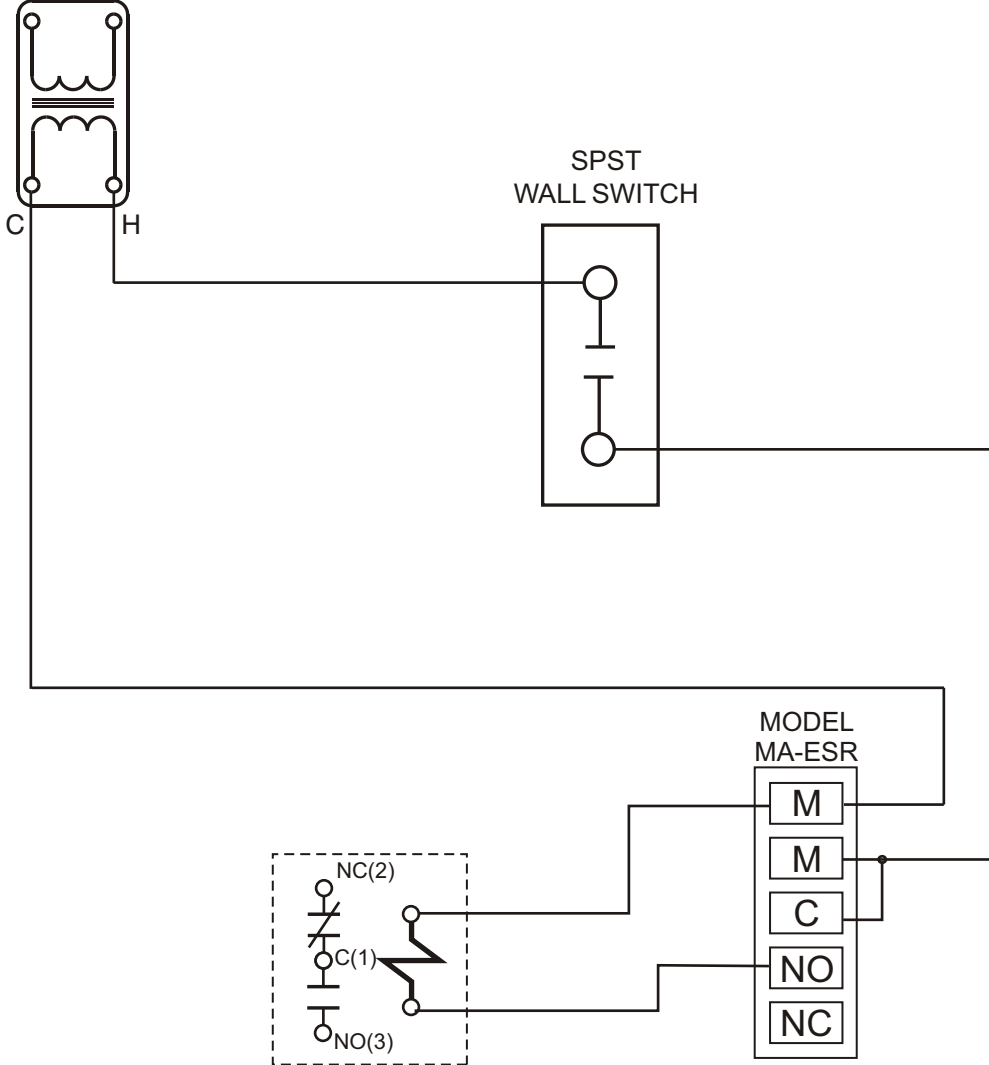 SPST
WALL SWITCH
C
H
MODEL
MA-ESR
M
M
C
NO
NC
NC(2)
C(1)
NO(3)